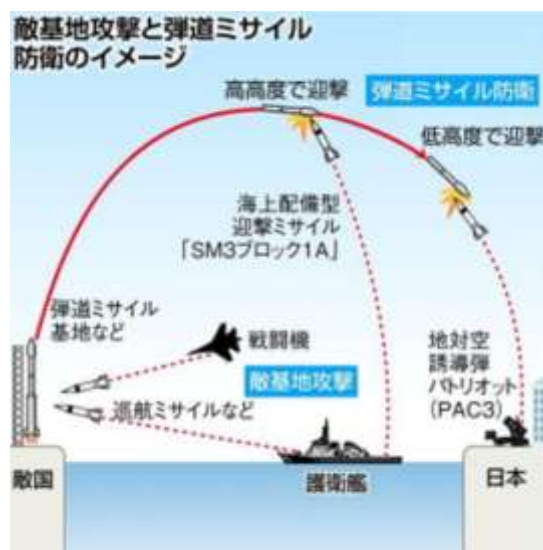 敵基地攻撃と弾道ミサイル
防衛のイメージ
高高度で迎撃
弾道ミサイル防衛
低高度で迎撃
海上配備型
迎撃ミサイル
「SM3ブロック1A」
弾道ミサイル
基地など
戦闘機
敵基地攻撃
巡航ミサイルなど
地対空
誘導弾
パトリオット
(PAC3)
敵国
護衛艦
日本